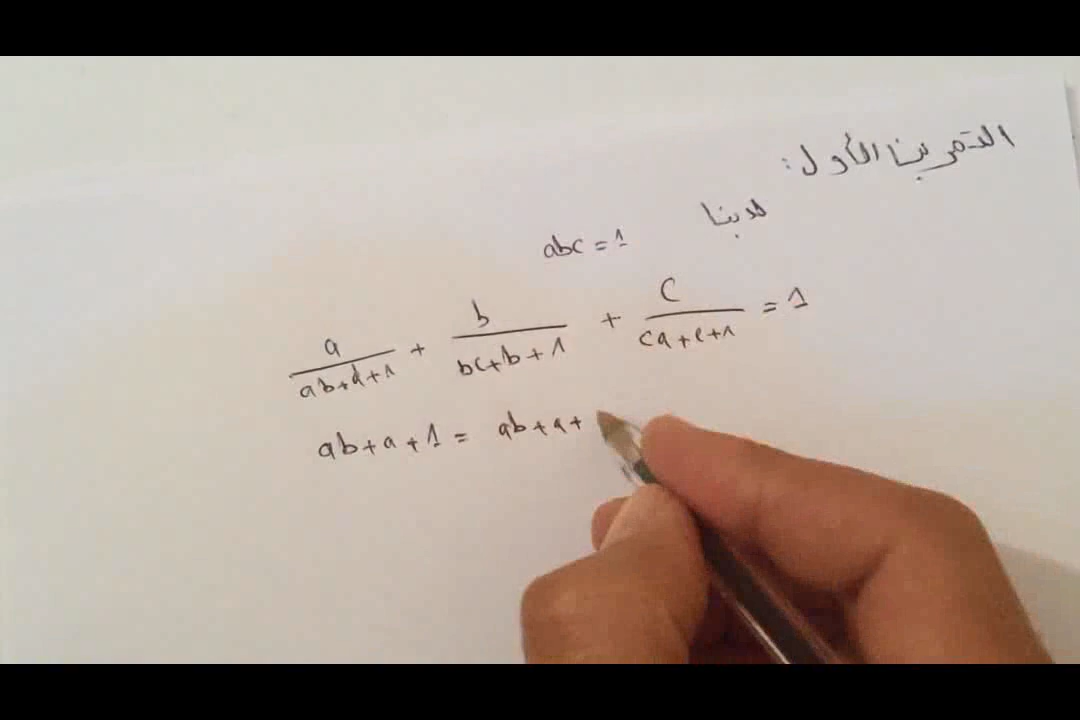 التمرين الأول:
لدينا abc = 1
a/(ab+a+1) + b/(bc+b+1) + c/(ca+c+1) = 1
ab+a+1 = ab+a+